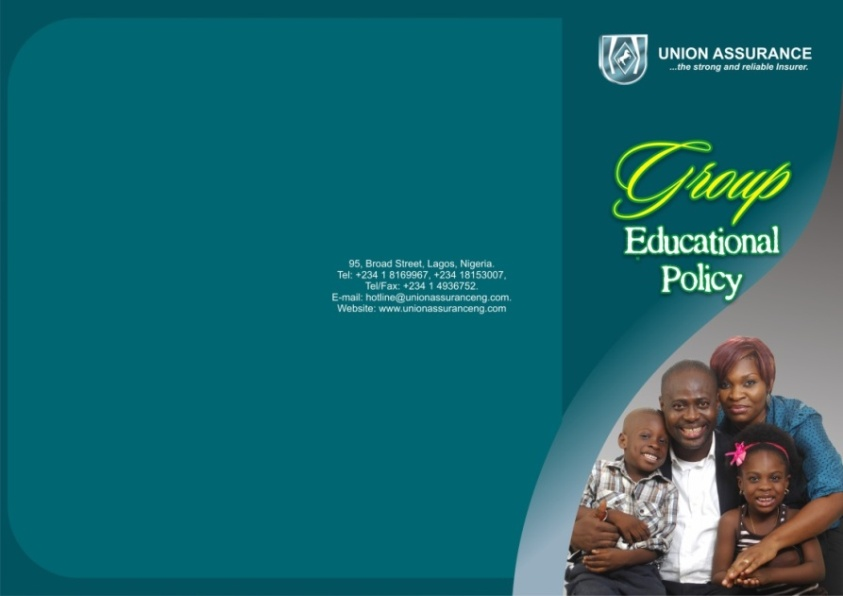 UNION ASSURANCE
...the strong and reliable Insurer.
Group
Educational
Policy
95, Broad Street, Lagos, Nigeria.
Tel: +234 1 8169967, +234 18153007,
Tel/Fax: +234 1 4936752.
E-mail: hotline@unionassuranceng.com.
Website: www.unionassuranceng.com